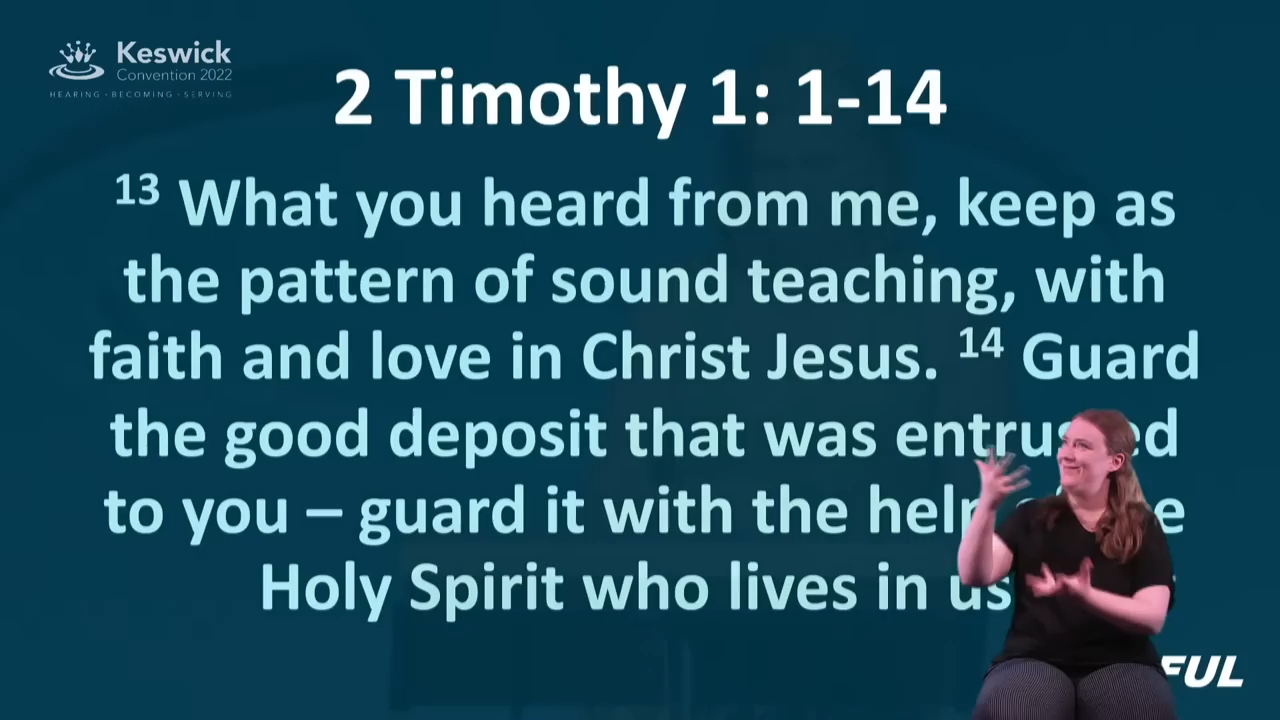 Keswick
Convention 2022
HEARING · BECOMING · SERVING
2 Timothy 1: 1-14
13 What you heard from me, keep as
the pattern of sound teaching, with
faith and love in Christ Jesus. 14 Guard
the good deposit that was
to you – guard it with the
Holy Spirit who lives in us